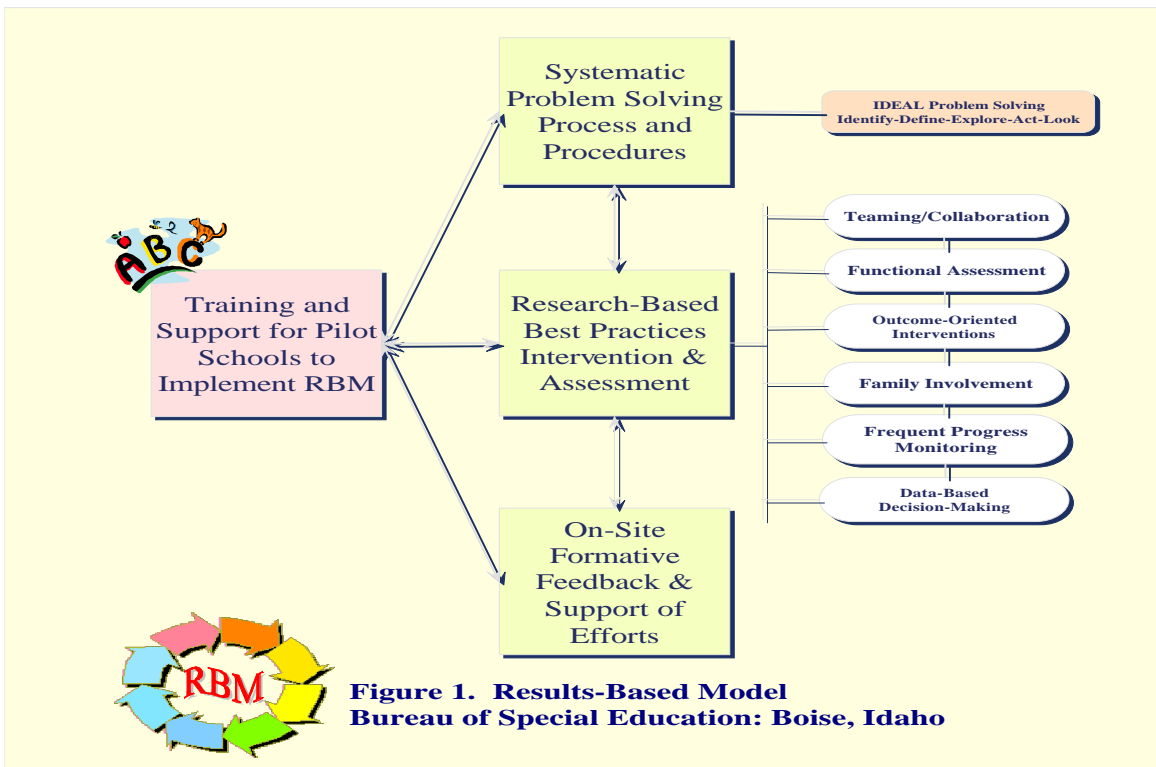 Systematic
Problem Solving
Process and
Procedures
IDEAL Problem Solving
Identify-Define-Explore-Act-Look
A B C
Training and
Support for Pilot
Schools to
Implement RBM
Research-Based
Best Practices
Intervention &
Assessment
Teaming/Collaboration
Functional Assessment
Outcome-Oriented
Interventions
Family Involvement
Frequent Progress
Monitoring
Data-Based
Decision-Making
On-Site
Formative
Feedback &
Support of
Efforts
RBM
Figure 1.  Results-Based Model
Bureau of Special Education: Boise, Idaho